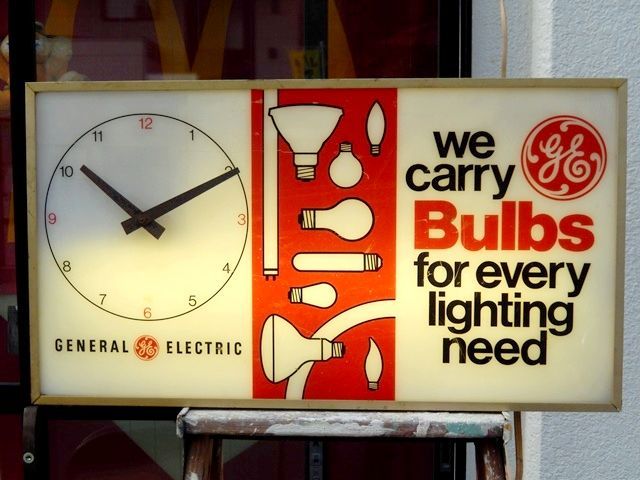 12
1
2
3
4
5
6
7
8
9
10
11
GENERAL GE ELECTRIC
we
carry
GE
Bulbs
for every
lighting
need